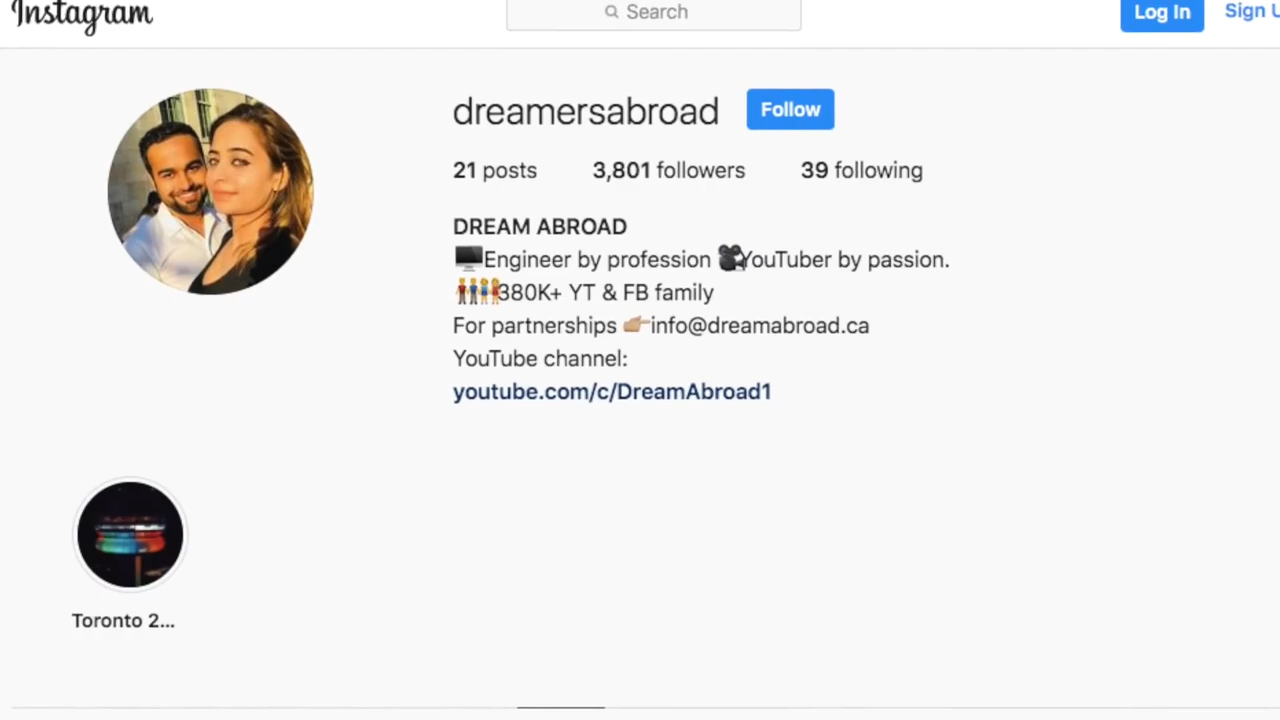 Instagram
Search
Log In
Sign U
dreamersabroad
Follow
21 posts
3,801 followers
39 following
DREAM ABROAD
🖥️Engineer by profession 🎥YouTuber by passion.
👬👭380K+ YT & FB family
For partnerships 👉🏼info@dreamabroad.ca
YouTube channel:
youtube.com/c/DreamAbroad1
Toronto 2...